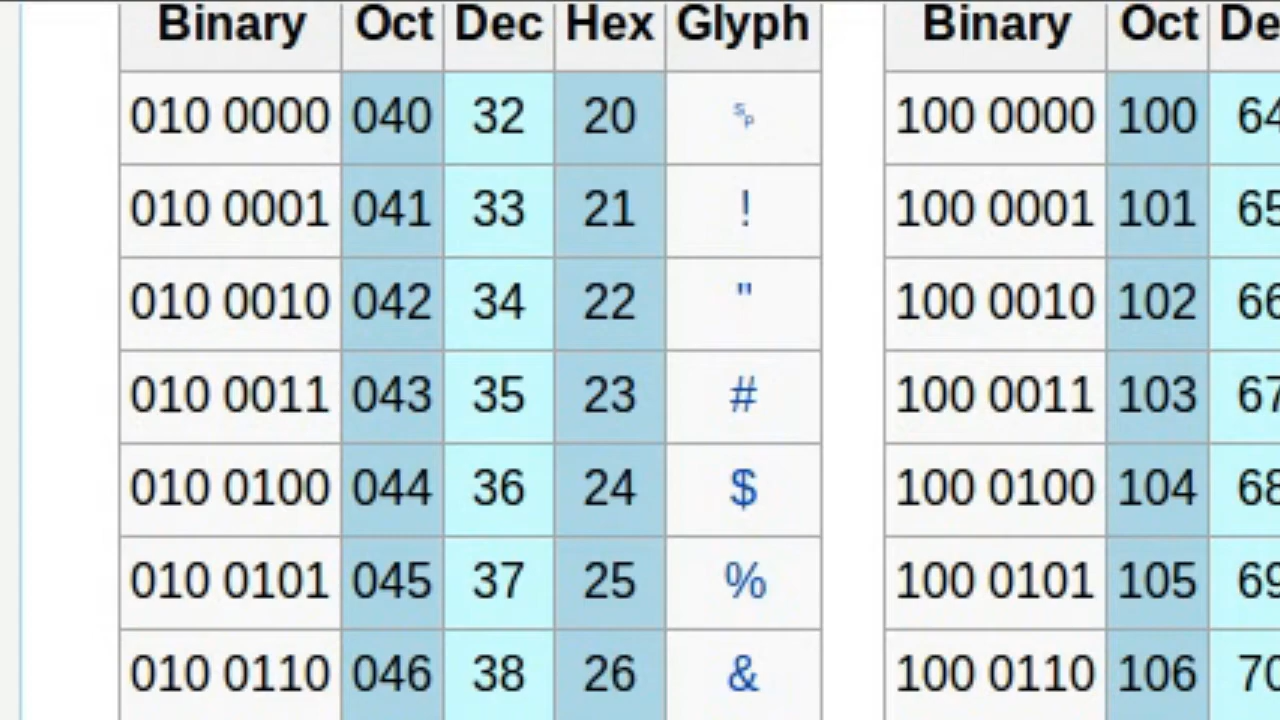 Binary Oct Dec Hex Glyph Binary Oct De
010 0000 040 32 20 ␠ 100 0000 100 64
010 0001 041 33 21 ! 100 0001 101 65
010 0010 042 34 22 " 100 0010 102 66
010 0011 043 35 23 # 100 0011 103 67
010 0100 044 36 24 $ 100 0100 104 68
010 0101 045 37 25 % 100 0101 105 69
010 0110 046 38 26 & 100 0110 106 70